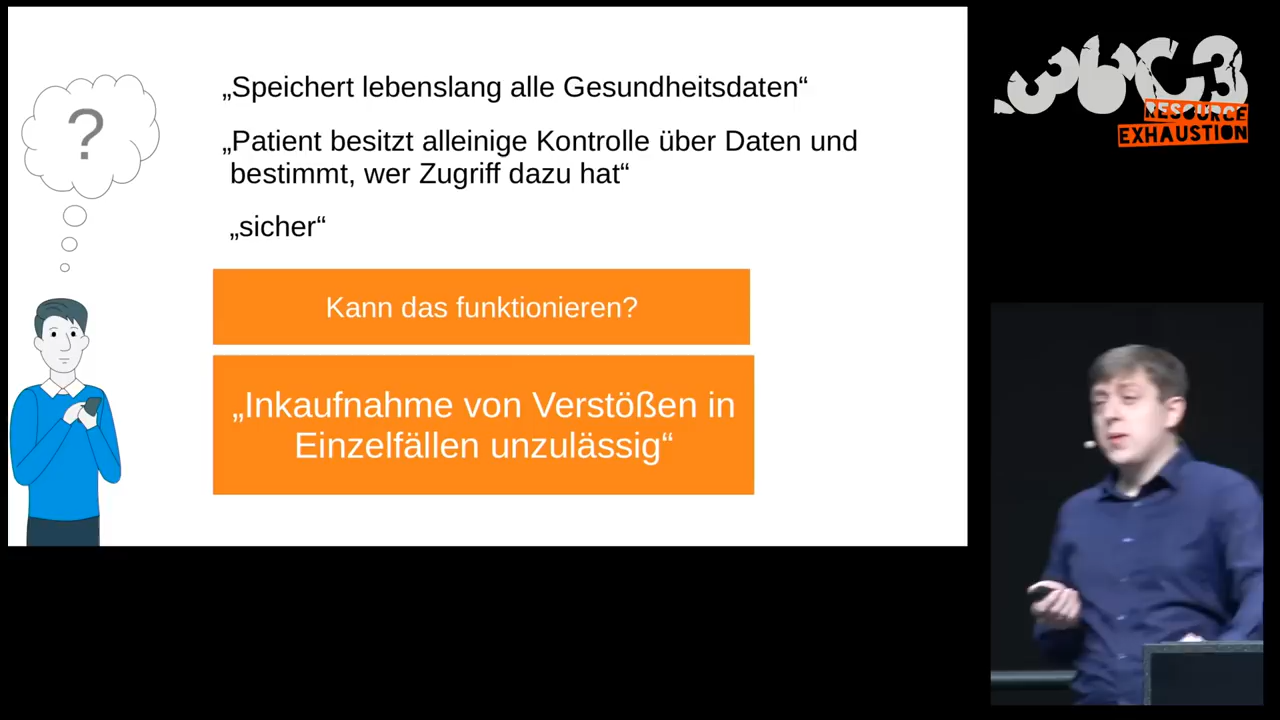 „Speichert lebenslang alle Gesundheitsdaten“
„Patient besitzt alleinige Kontrolle über Daten und
bestimmt, wer Zugriff dazu hat“
„sicher“
Kann das funktionieren?
„Inkaufnahme von Verstößen in
Einzelfällen unzulässig“
?
36C3
RESOURCE
EXHAUSTION